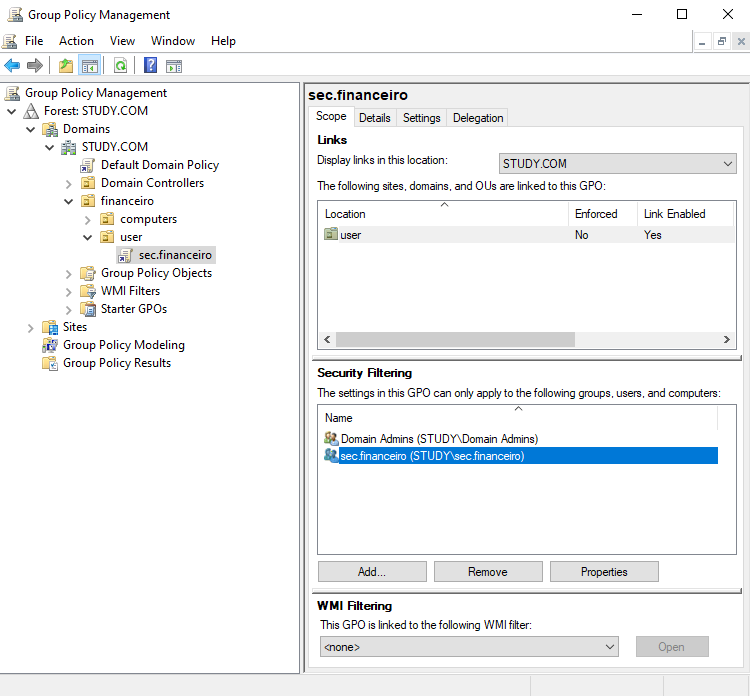 Group Policy Management
File Action View Window Help
Group Policy Management
Forest: STUDY.COM
Domains
STUDY.COM
Default Domain Policy
Domain Controllers
financeiro
computers
user
sec.financeiro
Group Policy Objects
WMI Filters
Starter GPOs
Sites
Group Policy Modeling
Group Policy Results
sec.financeiro
Scope Details Settings Delegation
Links
Display links in this location: STUDY.COM
The following sites, domains, and OUs are linked to this GPO:
Location Enforced Link Enabled
user No Yes
Security Filtering
The settings in this GPO can only apply to the following groups, users, and computers:
Name
Domain Admins (STUDY\Domain Admins)
sec.financeiro (STUDY\sec.financeiro)
Add... Remove Properties
WMI Filtering
This GPO is linked to the following WMI filter:
<none> Open